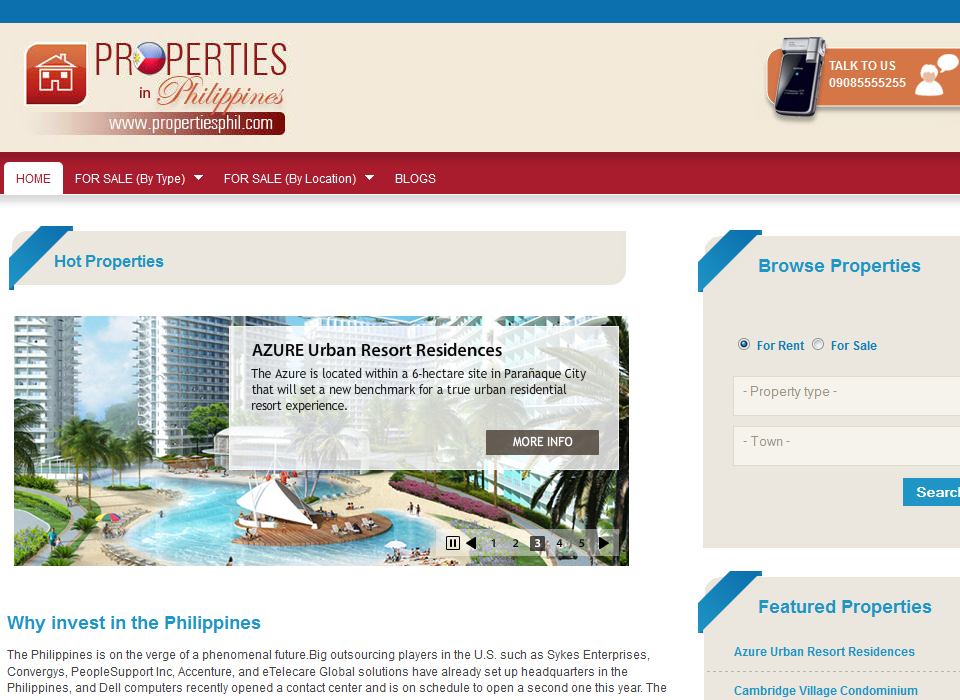 PROPERTIES
in Philippines
www.propertiesphil.com
TALK TO US
09085555255
HOME
FOR SALE (By Type)
FOR SALE (By Location)
BLOGS
Hot Properties
AZURE Urban Resort Residences
The Azure is located within a 6-hectare site in Parañaque City
that will set a new benchmark for a true urban residential
resort experience.
MORE INFO
1 2 3 4 5
Why invest in the Philippines
The Philippines is on the verge of a phenomenal future.Big outsourcing players in the U.S. such as Sykes Enterprises,
Convergys, PeopleSupport Inc, Accenture, and eTelecare Global solutions have already set up headquarters in the
Philippines, and Dell computers recently opened a contact center and is on schedule to open a second one this year. The
Browse Properties
For Rent
For Sale
- Property type -
- Town -
Search
Featured Properties
Azure Urban Resort Residences
Cambridge Village Condominium